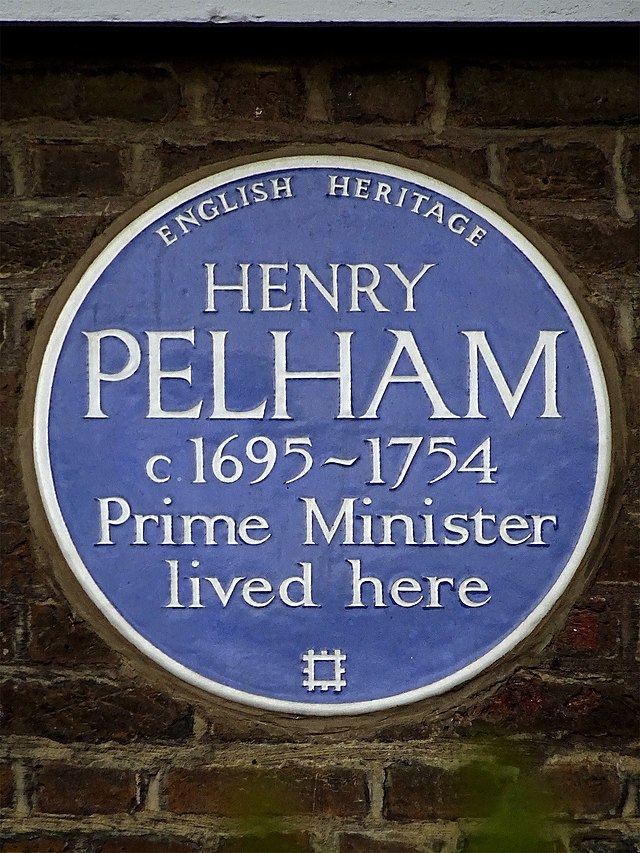 ENGLISH HERITAGE
HENRY
PELHAM
c.1695~1754
Prime Minister
lived here